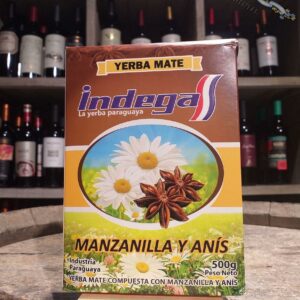 YERBA MATE
indega
La yerba paraguaya
MANZANILLA Y ANÍS
Industria
Paraguaya
500g
Peso Neto
YERBA MATE COMPUESTA CON MANZANILLA Y ANÍS